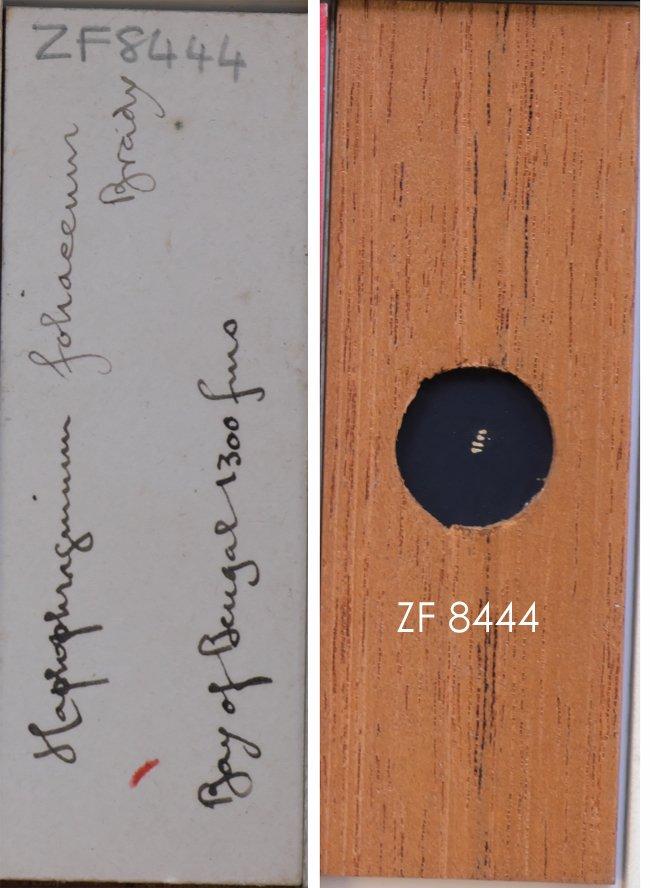 ZF8444
Haplophragmium foliaceum
Brady
Bay of Bengal 1300 fms
ZF 8444